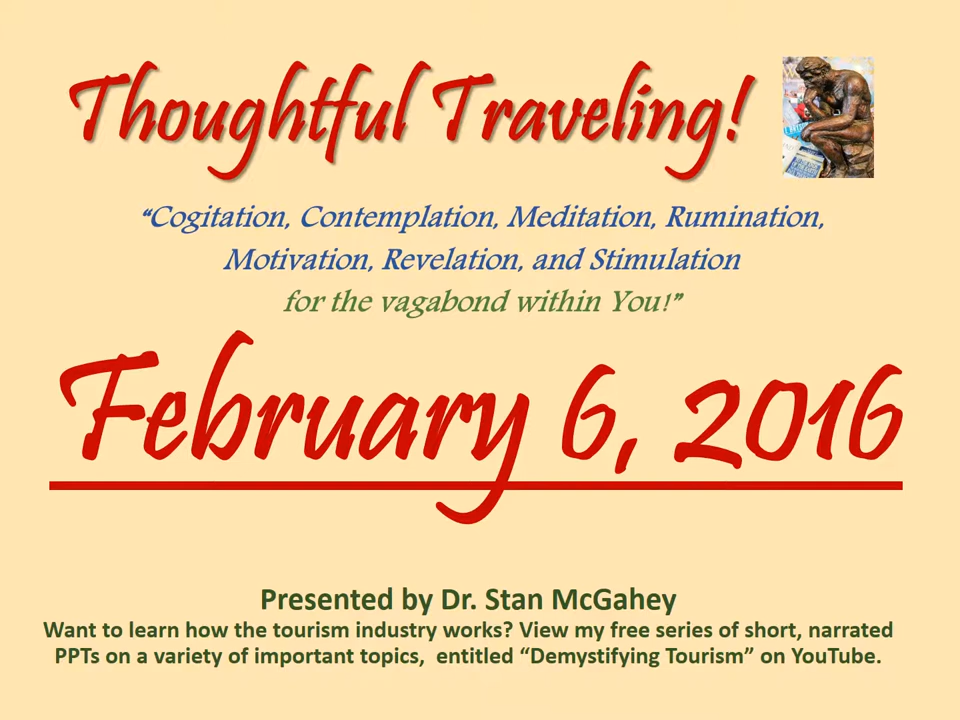 Thoughtful Traveling!
“Cogitation, Contemplation, Meditation, Rumination,
Motivation, Revelation, and Stimulation
for the vagabond within You!”
February 6, 2016
Presented by Dr. Stan McGahey
Want to learn how the tourism industry works? View my free series of short, narrated
PPTs on a variety of important topics,  entitled “Demystifying Tourism” on YouTube.